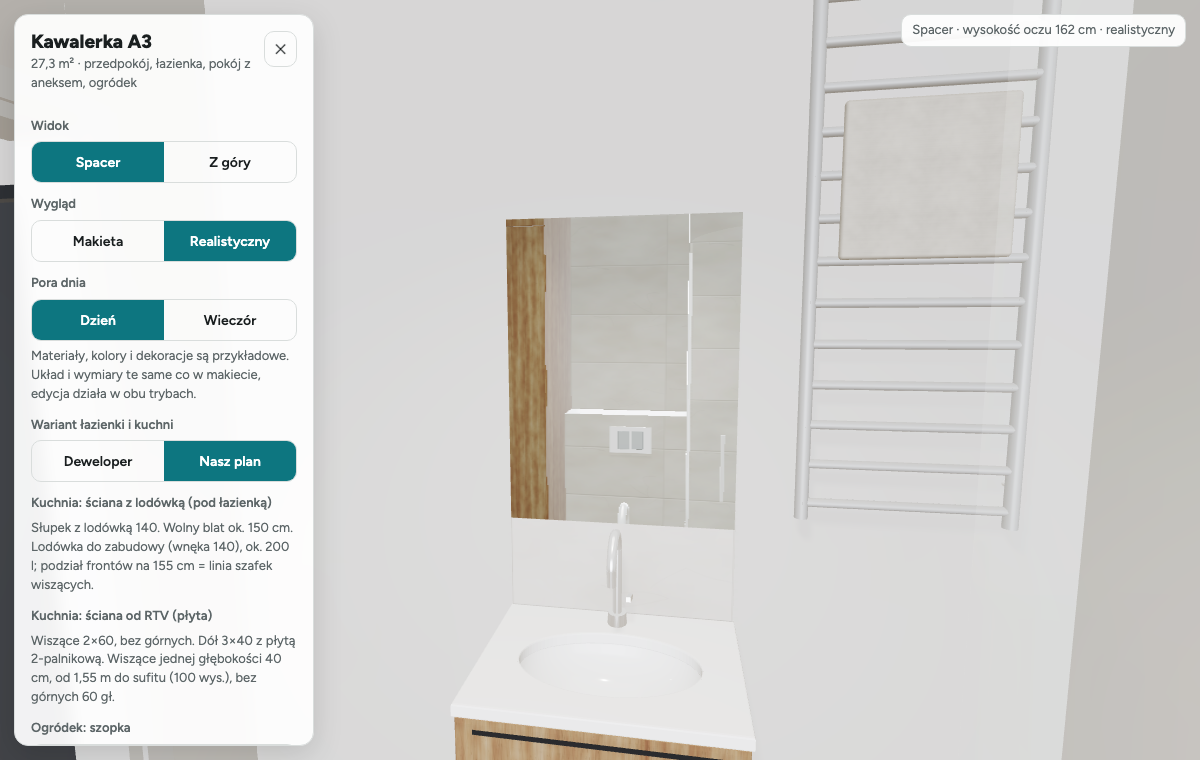 Kawalerka A3
27,3 m² · przedpokój, łazienka, pokój z
aneksem, ogródek
Widok
Spacer
Z góry
Wygląd
Makieta
Realistyczny
Pora dnia
Dzień
Wieczór
Materiały, kolory i dekoracje są przykładowe.
Układ i wymiary te same co w makiecie,
edycja działa w obu trybach.
Wariant łazienki i kuchni
Deweloper
Nasz plan
Kuchnia: ściana z lodówką (pod łazienką)
Słupek z lodówką 140. Wolny blat ok. 150 cm.
Lodówka do zabudowy (wnęka 140), ok. 200
l; podział frontów na 155 cm = linia szafek
wiszących.
Kuchnia: ściana od RTV (płyta)
Wiszące 2×60, bez górnych. Dół 3×40 z płytą
2-palnikową. Wiszące jednej głębokości 40
cm, od 1,55 m do sufitu (100 wys.), bez
górnych 60 gł.
Ogródek: szopka
Spacer · wysokość oczu 162 cm · realistyczny